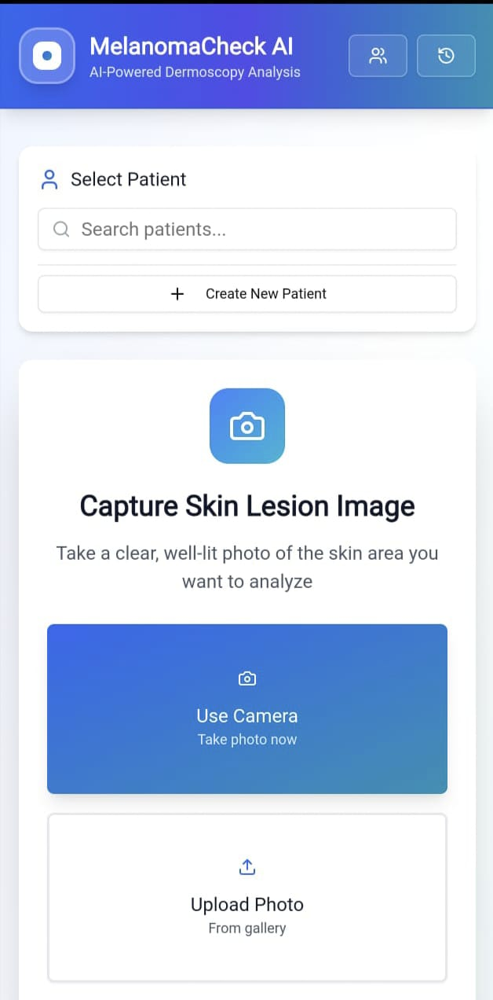 MelanomaCheck AI
AI-Powered Dermoscopy Analysis
Select Patient
Search patients...
Create New Patient
Capture Skin Lesion Image
Take a clear, well-lit photo of the skin area you
want to analyze
Use Camera
Take photo now
Upload Photo
From gallery